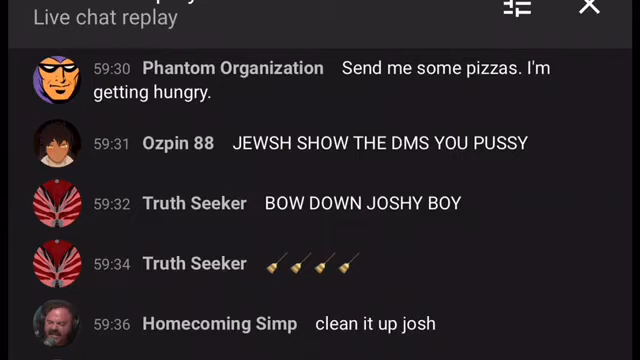 Live chat replay
59:30 Phantom Organization Send me some pizzas. I'm
getting hungry.
59:31 Ozpin 88 JEWSH SHOW THE DMS YOU PUSSY
59:32 Truth Seeker BOW DOWN JOSHY BOY
59:34 Truth Seeker 🧹🧹🧹🧹
59:36 Homecoming Simp clean it up josh